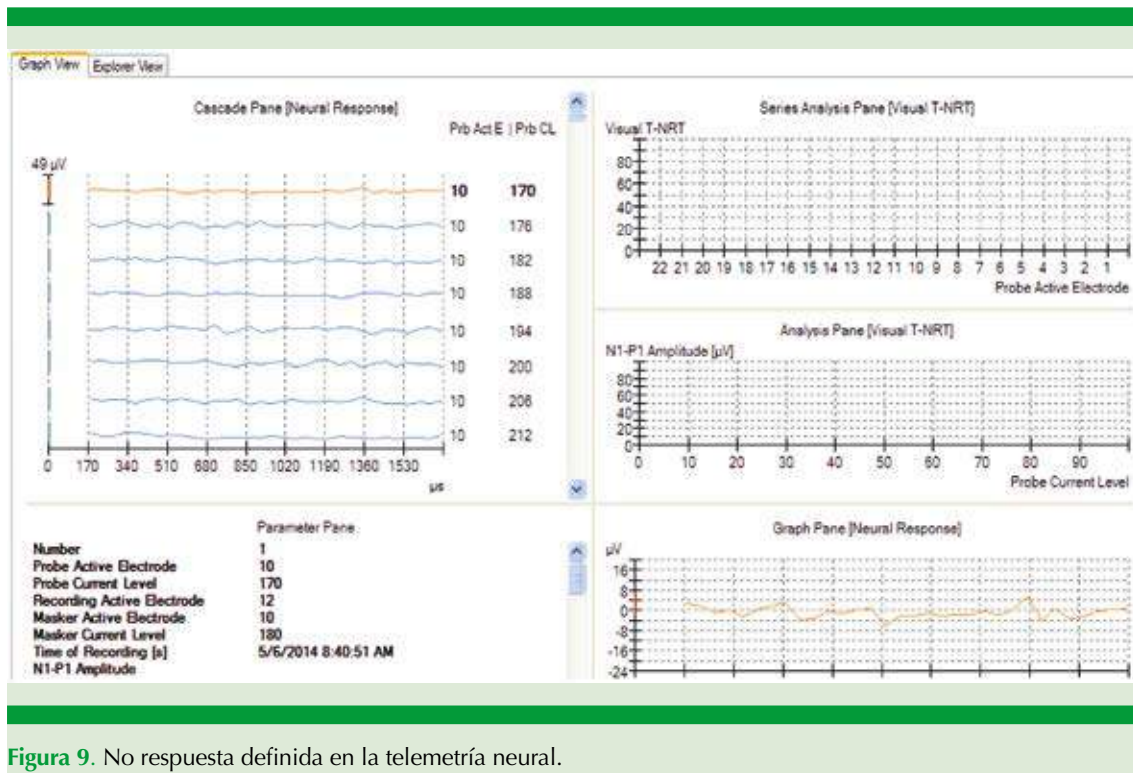 Graph View Explorer View
Cascade Pane [Neural Response]
Prb Act E | Prb CL
49 µV
10 170
10 176
10 182
10 188
10 194
10 200
10 206
10 212
0 170 340 510 680 850 1020 1190 1360 1530
µs
Series Analysis Pane [Visual T-NRT]
Visual T-NRT
80
60
40
20
0
22 21 20 19 18 17 16 15 14 13 12 11 10 9 8 7 6 5 4 3 2 1
Probe Active Electrode
Analysis Pane [Visual T-NRT]
N1-P1 Amplitude [µV]
80
60
40
20
0
0 10 20 30 40 50 60 70 80 90
Probe Current Level
Parameter Pane
Number 1
Probe Active Electrode 10
Probe Current Level 170
Recording Active Electrode 12
Masker Active Electrode 10
Masker Current Level 180
Time of Recording [s] 5/6/2014 8:40:51 AM
N1-P1 Amplitude
Graph Pane [Neural Response]
µV
16
8
0
-8
-16
-24
Figura 9. No respuesta definida en la telemetría neural.